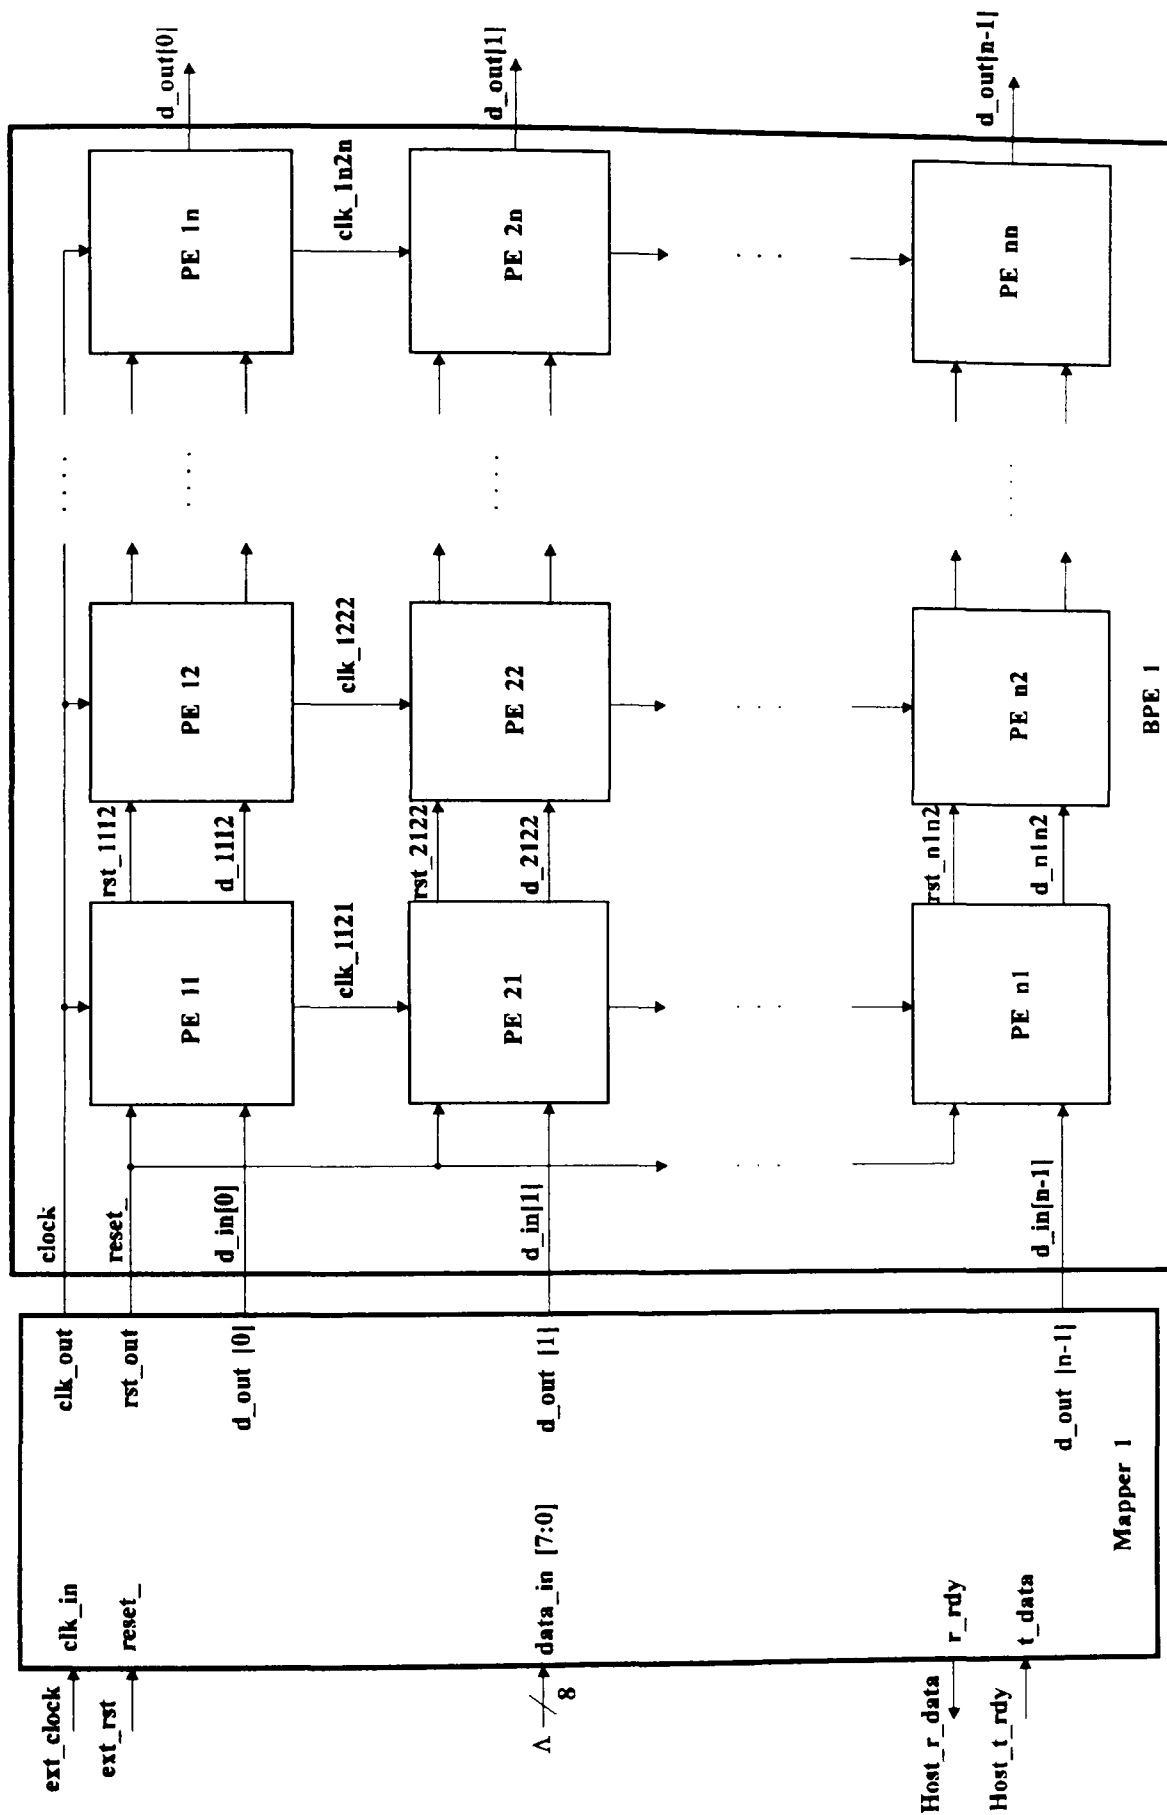 ext_clock
clk_in
clk_out
clock
ext_rst
reset_
rst_out
reset_
d_out [0]
d_in[0]
PE 11
rst_1112
d_1112
PE 12
. . . .
. . . .
PE 1n
d_out[0]
clk_1121
clk_1222
clk_1n2n
Λ
8
data_in [7:0]
d_out [1]
d_in[1]
PE 21
rst_2122
d_2122
PE 22
. . . .
PE 2n
d_out[1]
. . .
. . .
. . .
. . .
Host_r_data
r_rdy
Host_t_rdy
t_data
d_out [n-1]
d_in[n-1]
PE n1
rst_n1n2
d_n1n2
PE n2
. . . .
PE nn
d_out[n-1]
Mapper 1
BPE 1